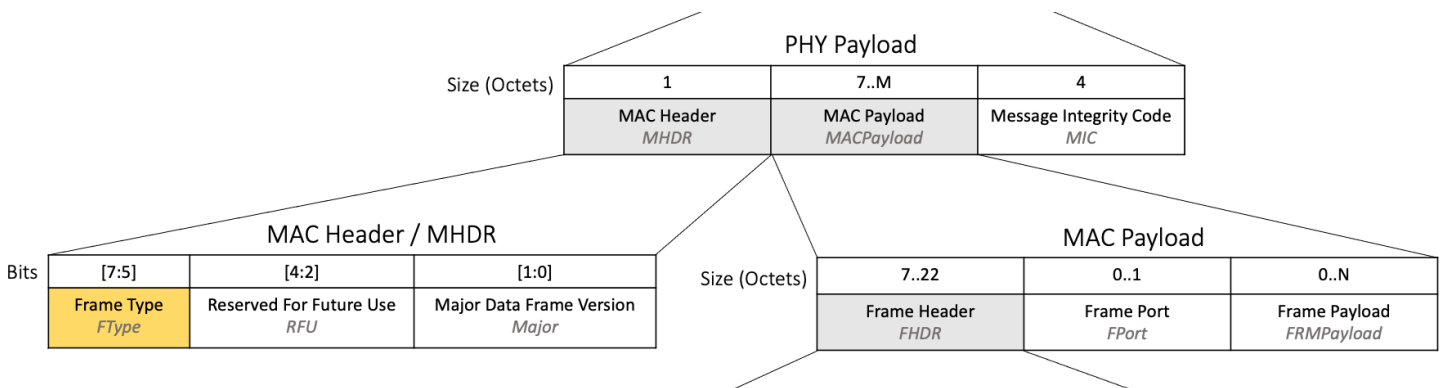 PHY Payload
Size (Octets) 1 7..M 4
MAC Header MAC Payload Message Integrity Code
MHDR MACPayload MIC
MAC Header / MHDR
Bits [7:5] [4:2] [1:0]
Frame Type Reserved For Future Use Major Data Frame Version
FType RFU Major
MAC Payload
Size (Octets) 7..22 0..1 0..N
Frame Header Frame Port Frame Payload
FHDR FPort FRMPayload